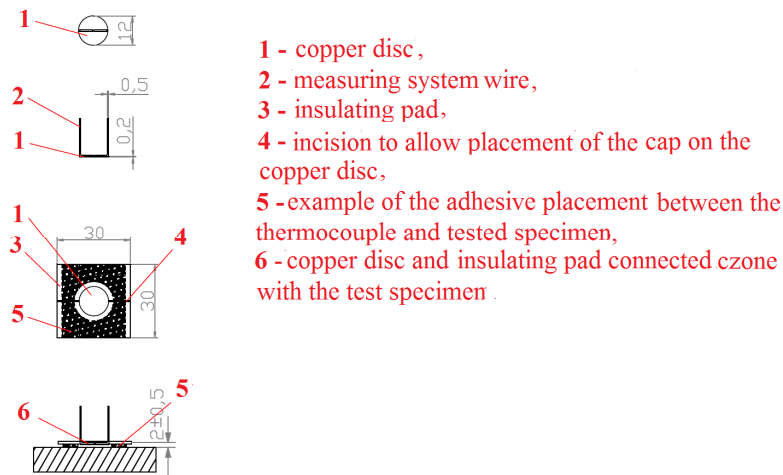 1
12
1 - copper disc,
2 - measuring system wire,
3 - insulating pad,
4 - incision to allow placement of the cap on the
copper disc,
5 - example of the adhesive placement between the
thermocouple and tested specimen,
6 - copper disc and insulating pad connected czone
with the test specimen
0,5
2
0,2
1
1
30
3
4
30
5
6
5
2±0,5